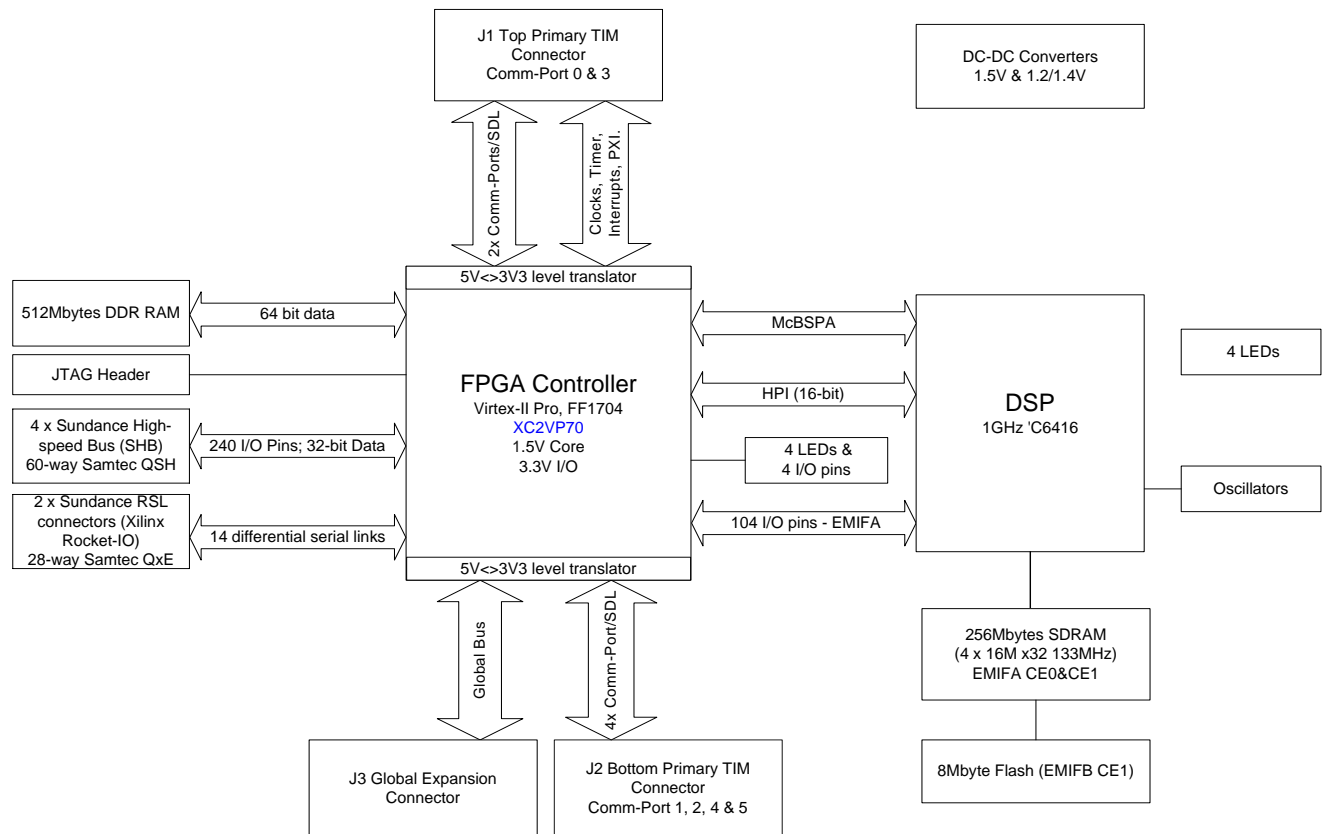 J1 Top Primary TIM
Connector
Comm-Port 0 & 3
DC-DC Converters
1.5V & 1.2/1.4V
2x Comm-Ports/SDL
Clocks, Timer,
Interrupts, PXI.
5V<>3V3 level translator
512Mbytes DDR RAM
64 bit data
JTAG Header
4 x Sundance High-
speed Bus (SHB)
60-way Samtec QSH
240 I/O Pins; 32-bit Data
2 x Sundance RSL
connectors (Xilinx
Rocket-IO)
28-way Samtec QxE
14 differential serial links
FPGA Controller
Virtex-II Pro, FF1704
XC2VP70
1.5V Core
3.3V I/O
McBSPA
HPI (16-bit)
4 LEDs &
4 I/O pins
104 I/O pins - EMIFA
DSP
1GHz 'C6416
4 LEDs
Oscillators
5V<>3V3 level translator
Global Bus
4x Comm-Port/SDL
256Mbytes SDRAM
(4 x 16M x32 133MHz)
EMIFA CE0&CE1
8Mbyte Flash (EMIFB CE1)
J3 Global Expansion
Connector
J2 Bottom Primary TIM
Connector
Comm-Port 1, 2, 4 & 5